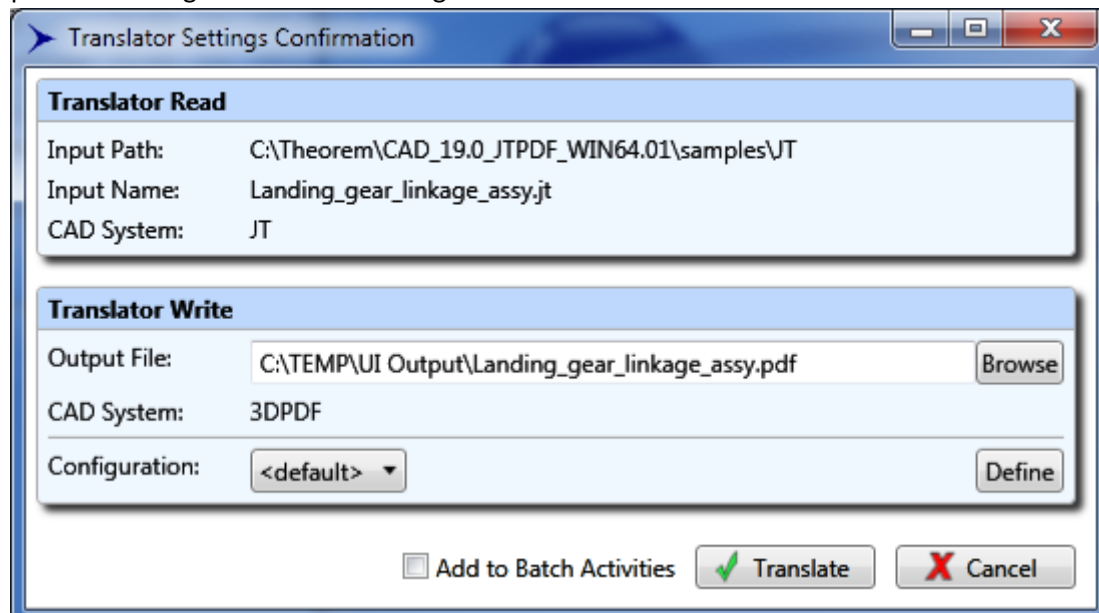 Translator Settings Confirmation
Translator Read
Input Path: C:\Theorem\CAD_19.0_JTPDF_WIN64.01\samples\JT
Input Name: Landing_gear_linkage_assy.jt
CAD System: JT
Translator Write
Output File: C:\TEMP\UI Output\Landing_gear_linkage_assy.pdf Browse
CAD System: 3DPDF
Configuration: <default> Define
Add to Batch Activities Translate Cancel